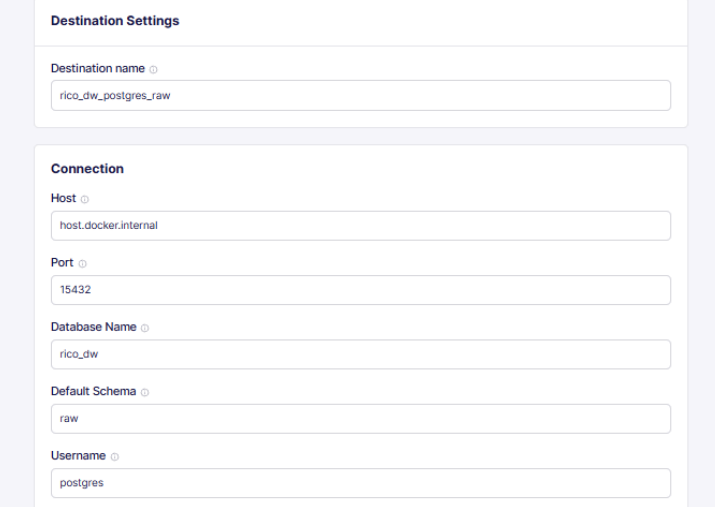 Destination Settings
Destination name
rico_dw_postgres_raw
Connection
Host
host.docker.internal
Port
15432
Database Name
rico_dw
Default Schema
raw
Username
postgres